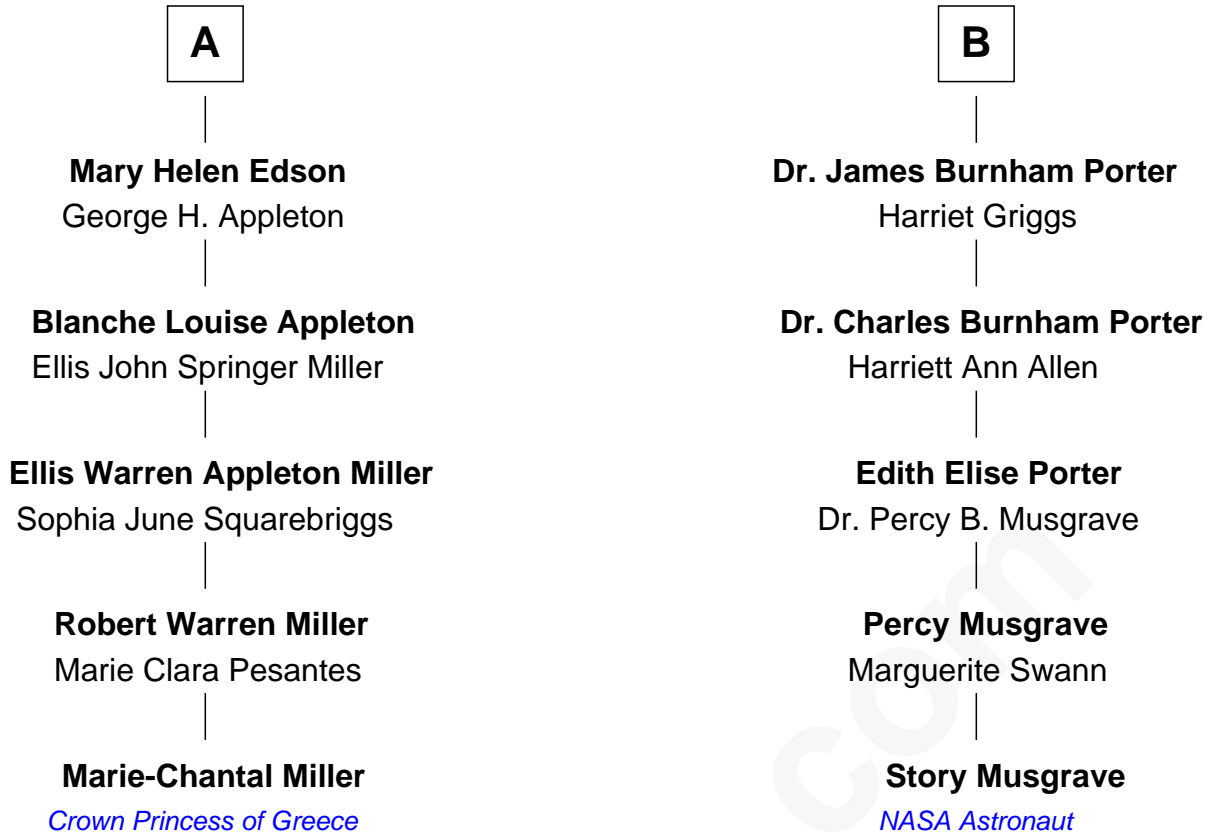 A
Mary Helen Edson
George H. Appleton
Blanche Louise Appleton
Ellis John Springer Miller
Ellis Warren Appleton Miller
Sophia June Squarebriggs
Robert Warren Miller
Marie Clara Pesantes
Marie-Chantal Miller
Crown Princess of Greece
B
Dr. James Burnham Porter
Harriet Griggs
Dr. Charles Burnham Porter
Harriett Ann Allen
Edith Elise Porter
Dr. Percy B. Musgrave
Percy Musgrave
Marguerite Swann
Story Musgrave
NASA Astronaut
com